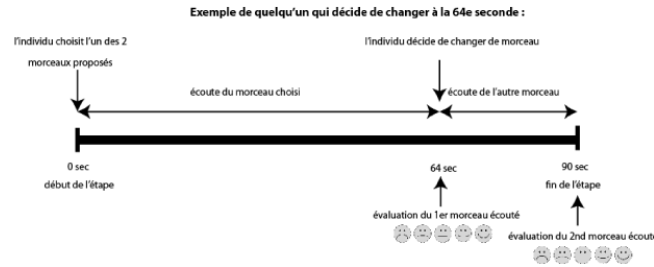 Exemple de quelqu'un qui décide de changer à la 64e seconde :
l'individu choisit l'un des 2
morceaux proposés
l'individu décide de changer de morceau
écoute du morceau choisi
écoute de l'autre morceau
0 sec
début de l'étape
64 sec
90 sec
fin de l'étape
évaluation du 1er morceau écouté
évaluation du 2nd morceau écouté